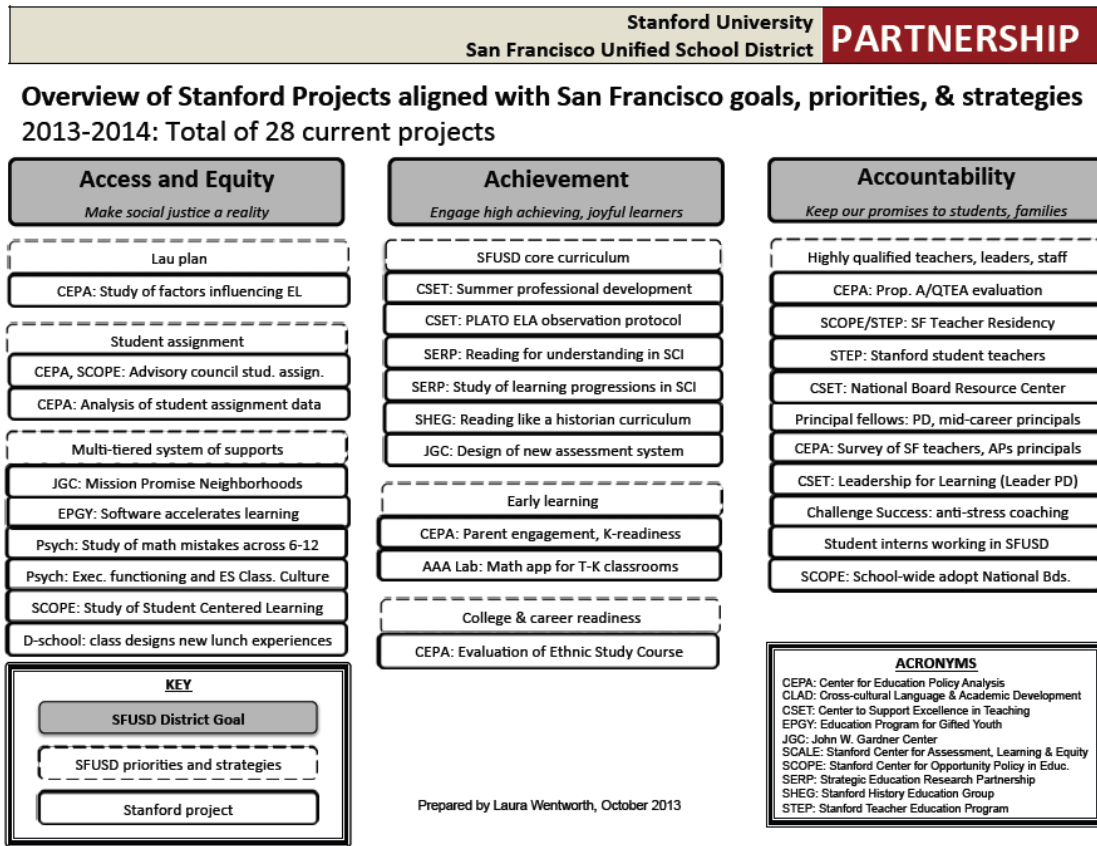 Stanford University
San Francisco Unified School District
PARTNERSHIP
Overview of Stanford Projects aligned with San Francisco goals, priorities, & strategies
2013-2014: Total of 28 current projects
Access and Equity
Make social justice a reality
Lau plan
CEPA: Study of factors influencing EL
Student assignment
CEPA, SCOPE: Advisory council stud. assign.
CEPA: Analysis of student assignment data
Multi-tiered system of supports
JGC: Mission Promise Neighborhoods
EPGY: Software accelerates learning
Psych: Study of math mistakes across 6-12
Psych: Exec. functioning and ES Class. Culture
SCOPE: Study of Student Centered Learning
D-school: class designs new lunch experiences
KEY
SFUSD District Goal
SFUSD priorities and strategies
Stanford project
Achievement
Engage high achieving, joyful learners
SFUSD core curriculum
CSET: Summer professional development
CSET: PLATO ELA observation protocol
SERP: Reading for understanding in SCI
SERP: Study of learning progressions in SCI
SHEG: Reading like a historian curriculum
JGC: Design of new assessment system
Early learning
CEPA: Parent engagement, K-readiness
AAA Lab: Math app for T-K classrooms
College & career readiness
CEPA: Evaluation of Ethnic Study Course
Prepared by Laura Wentworth, October 2013
Accountability
Keep our promises to students, families
Highly qualified teachers, leaders, staff
CEPA: Prop. A/QTEA evaluation
SCOPE/STEP: SF Teacher Residency
STEP: Stanford student teachers
CSET: National Board Resource Center
Principal fellows: PD, mid-career principals
CEPA: Survey of SF teachers, APs principals
CSET: Leadership for Learning (Leader PD)
Challenge Success: anti-stress coaching
Student interns working in SFUSD
SCOPE: School-wide adopt National Bds.
ACRONYMS
CEPA: Center for Education Policy Analysis
CLAD: Cross-cultural Language & Academic Development
CSET: Center to Support Excellence in Teaching
EPGY: Education Program for Gifted Youth
JGC: John W. Gardner Center
SCALE: Stanford Center for Assessment, Learning & Equity
SCOPE: Stanford Center for Opportunity Policy in Educ.
SERP: Strategic Education Research Partnership
SHEG: Stanford History Education Group
STEP: Stanford Teacher Education Program